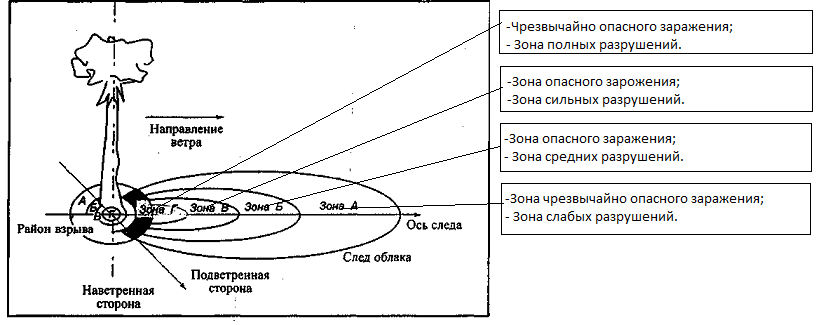 -Чрезвычайно опасного заражения;
- Зона полных разрушений.
-Зона опасного зарожения;
-Зона сильных разрушений.
-Зона опасного заражения;
- Зона средних разрушений.
-Зона чрезвычайно опасного заражения;
- Зона слабых разрушений.
Направление
ветра
А
Б
В
Г
Зона Г
Зона В
Зона Б
Зона А
Район взрыва
Ось следа
След облака
Подветренная
сторона
Наветренная
сторона